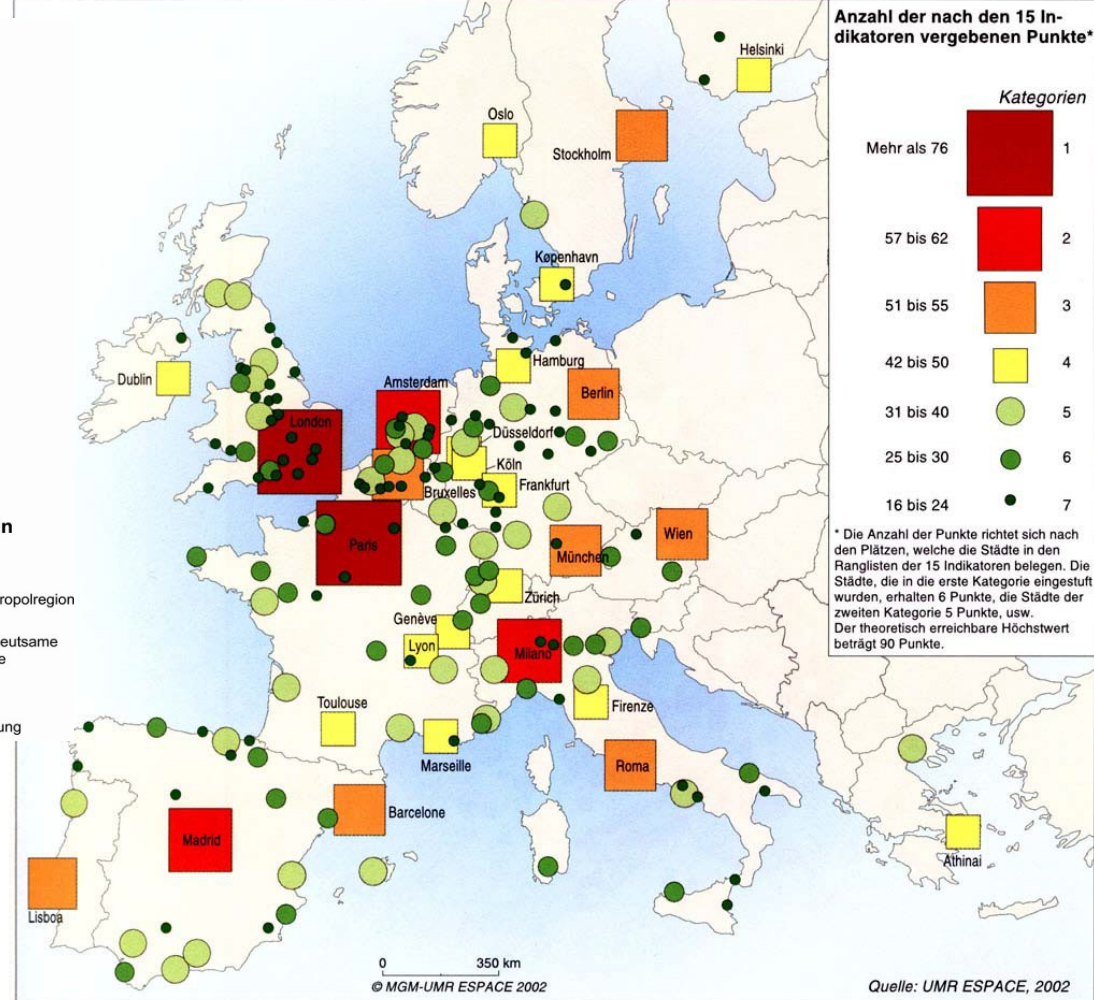 Anzahl der nach den 15 In-
dikatoren vergebenen Punkte*
Kategorien
Mehr als 76 1
57 bis 62 2
51 bis 55 3
42 bis 50 4
31 bis 40 5
25 bis 30 6
16 bis 24 7
* Die Anzahl der Punkte richtet sich nach
den Plätzen, welche die Städte in den
Ranglisten der 15 Indikatoren belegen. Die
Städte, die in die erste Kategorie eingestuft
wurden, erhalten 6 Punkte, die Städte der
zweiten Kategorie 5 Punkte, usw.
Der theoretisch erreichbare Höchstwert
beträgt 90 Punkte.
Helsinki
Oslo
Stockholm
København
Hamburg
Dublin
Amsterdam
Berlin
London
Düsseldorf
Köln
Bruxelles
Frankfurt
Paris
München
Wien
Zürich
Genève
Lyon
Milano
Toulouse
Firenze
Marseille
Roma
Barcelone
Madrid
Lisboa
Athinai
n
ropolregion
eutsame
e
ung
0 350 km
© MGM-UMR ESPACE 2002
Quelle: UMR ESPACE, 2002